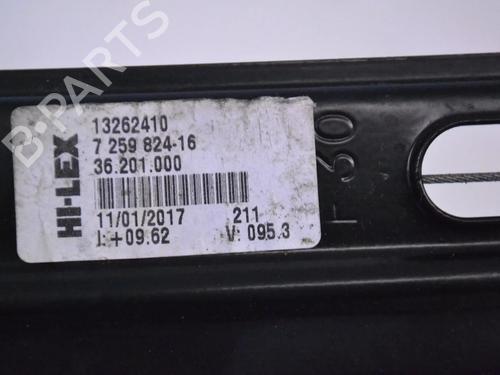 B-PARTS
HI-LEX
13262410
7 259 824-16
36.201.000
11/01/2017 211
I:+09.62 V: 095.3
F30